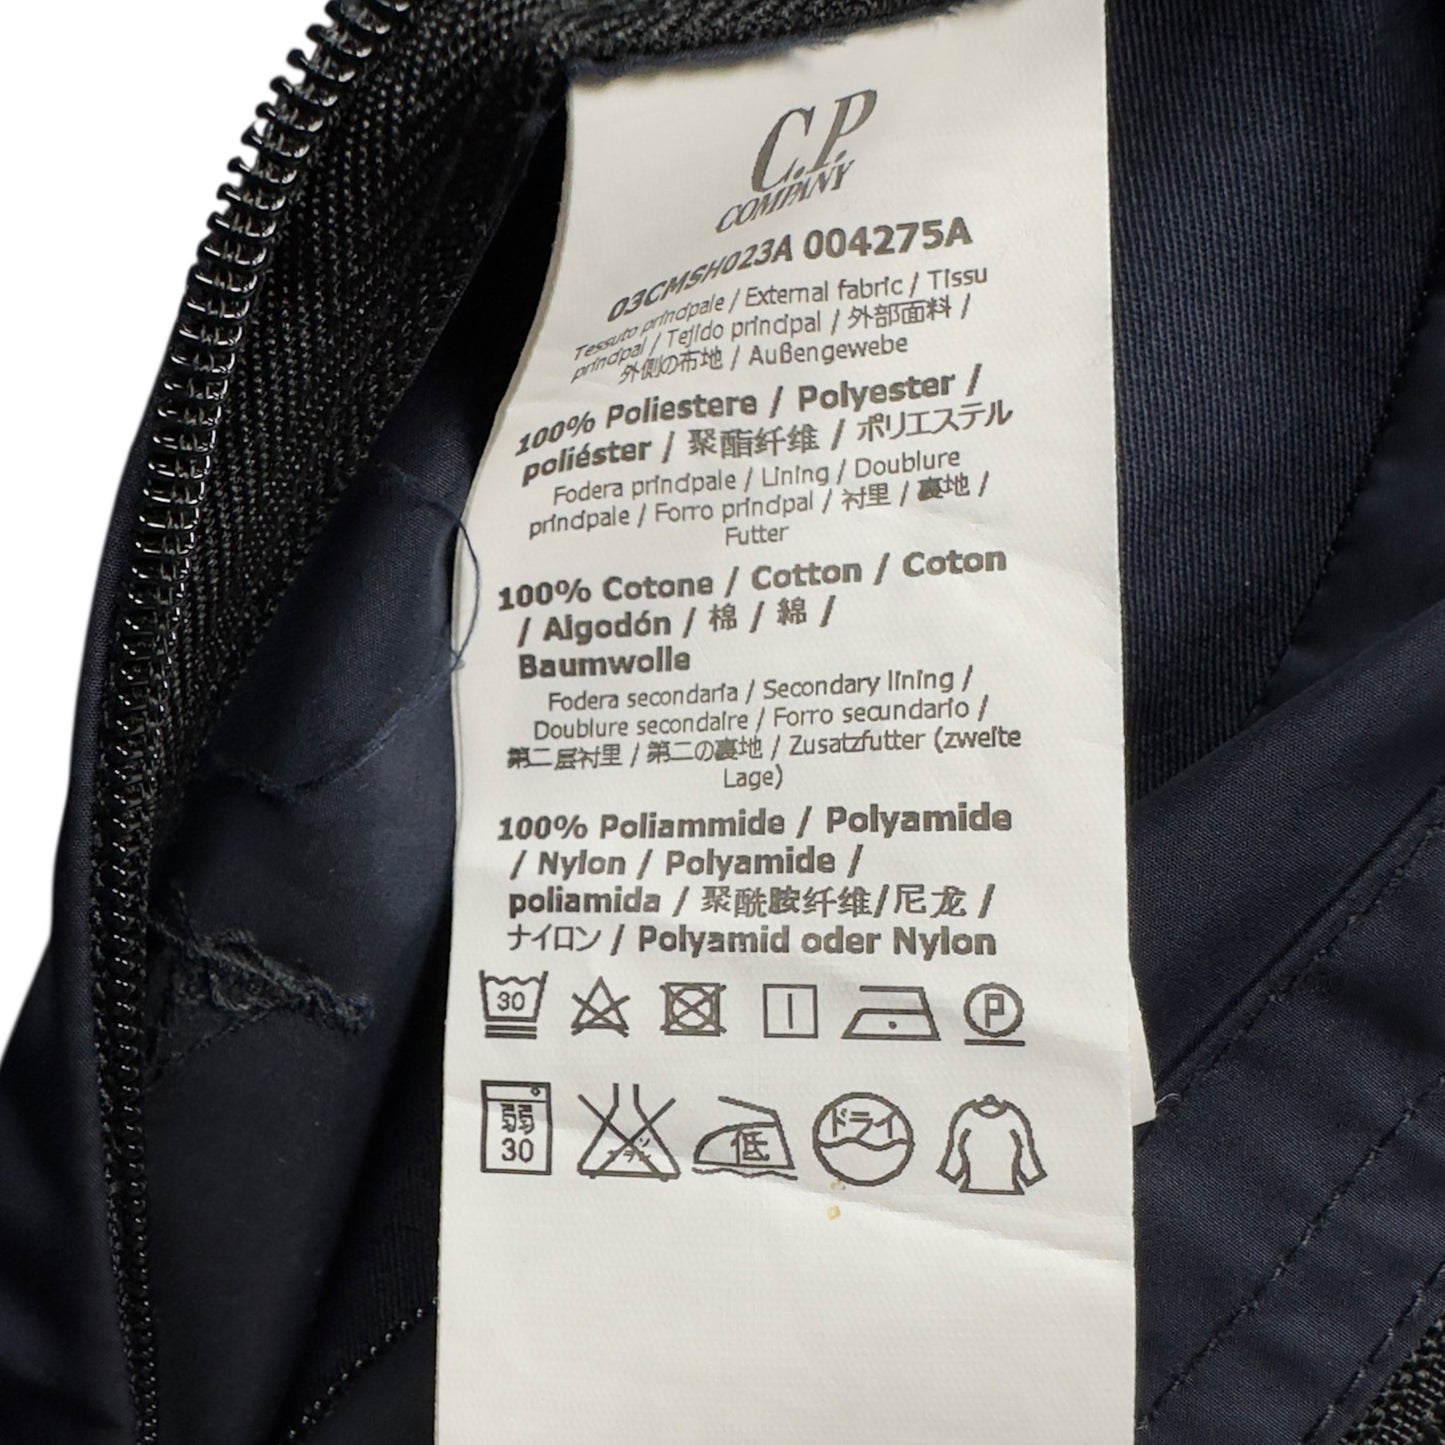 C.P.
COMPANY
03CMSH023A 004275A
Tessuto principale / External fabric / Tissu
principal / Tejido principal / 外部面料 /
外側の布地 / Außengewebe
100% Poliestere / Polyester /
poliéster / 聚酯纤维 / ポリエステル
Fodera principale / Lining / Doublure
principale / Forro principal / 衬里 / 裏地 /
Futter
100% Cotone / Cotton / Coton
/ Algodón / 棉 / 綿 /
Baumwolle
Fodera secondaria / Secondary lining /
Doublure secondaire / Forro secundario /
第二层衬里 / 第二の裏地 / Zusatzfutter (zweite
Lage)
100% Poliammide / Polyamide
/ Nylon / Polyamide /
poliamida / 聚酰胺纤维/尼龙 /
ナイロン / Polyamid oder Nylon
30 P
弱 低 ドライ
30